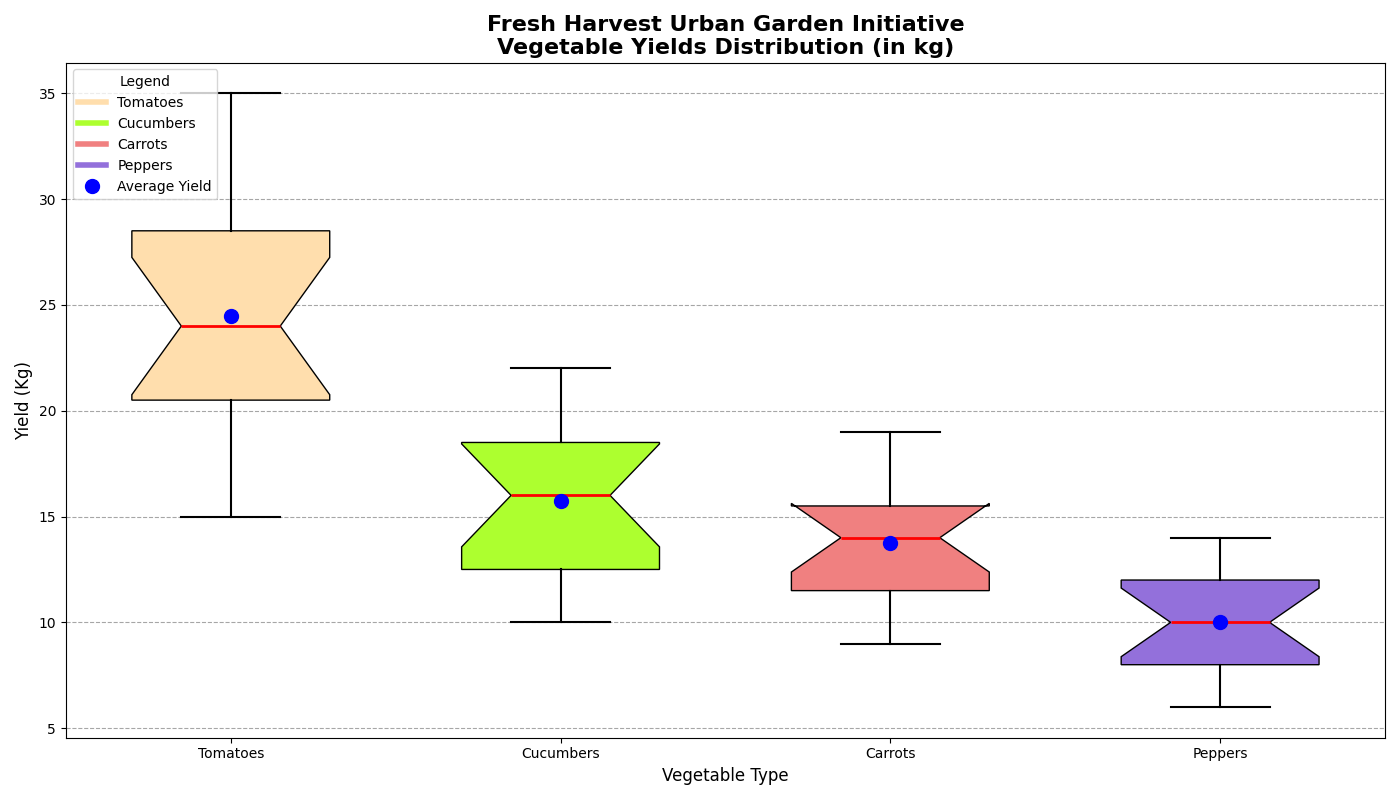 Fresh Harvest Urban Garden Initiative
Vegetable Yields Distribution (in kg)
Legend
Tomatoes
Cucumbers
Carrots
Peppers
Average Yield
Yield (Kg)
35
30
25
20
15
10
5
Tomatoes Cucumbers Carrots Peppers
Vegetable Type